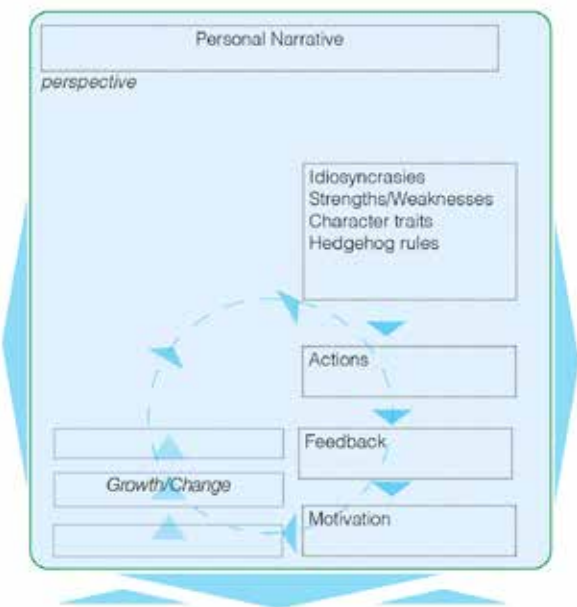 Personal Narrative
perspective
Idiosyncrasies
Strengths/Weaknesses
Character traits
Hedgehog rules
Actions
Feedback
Growth/Change
Motivation